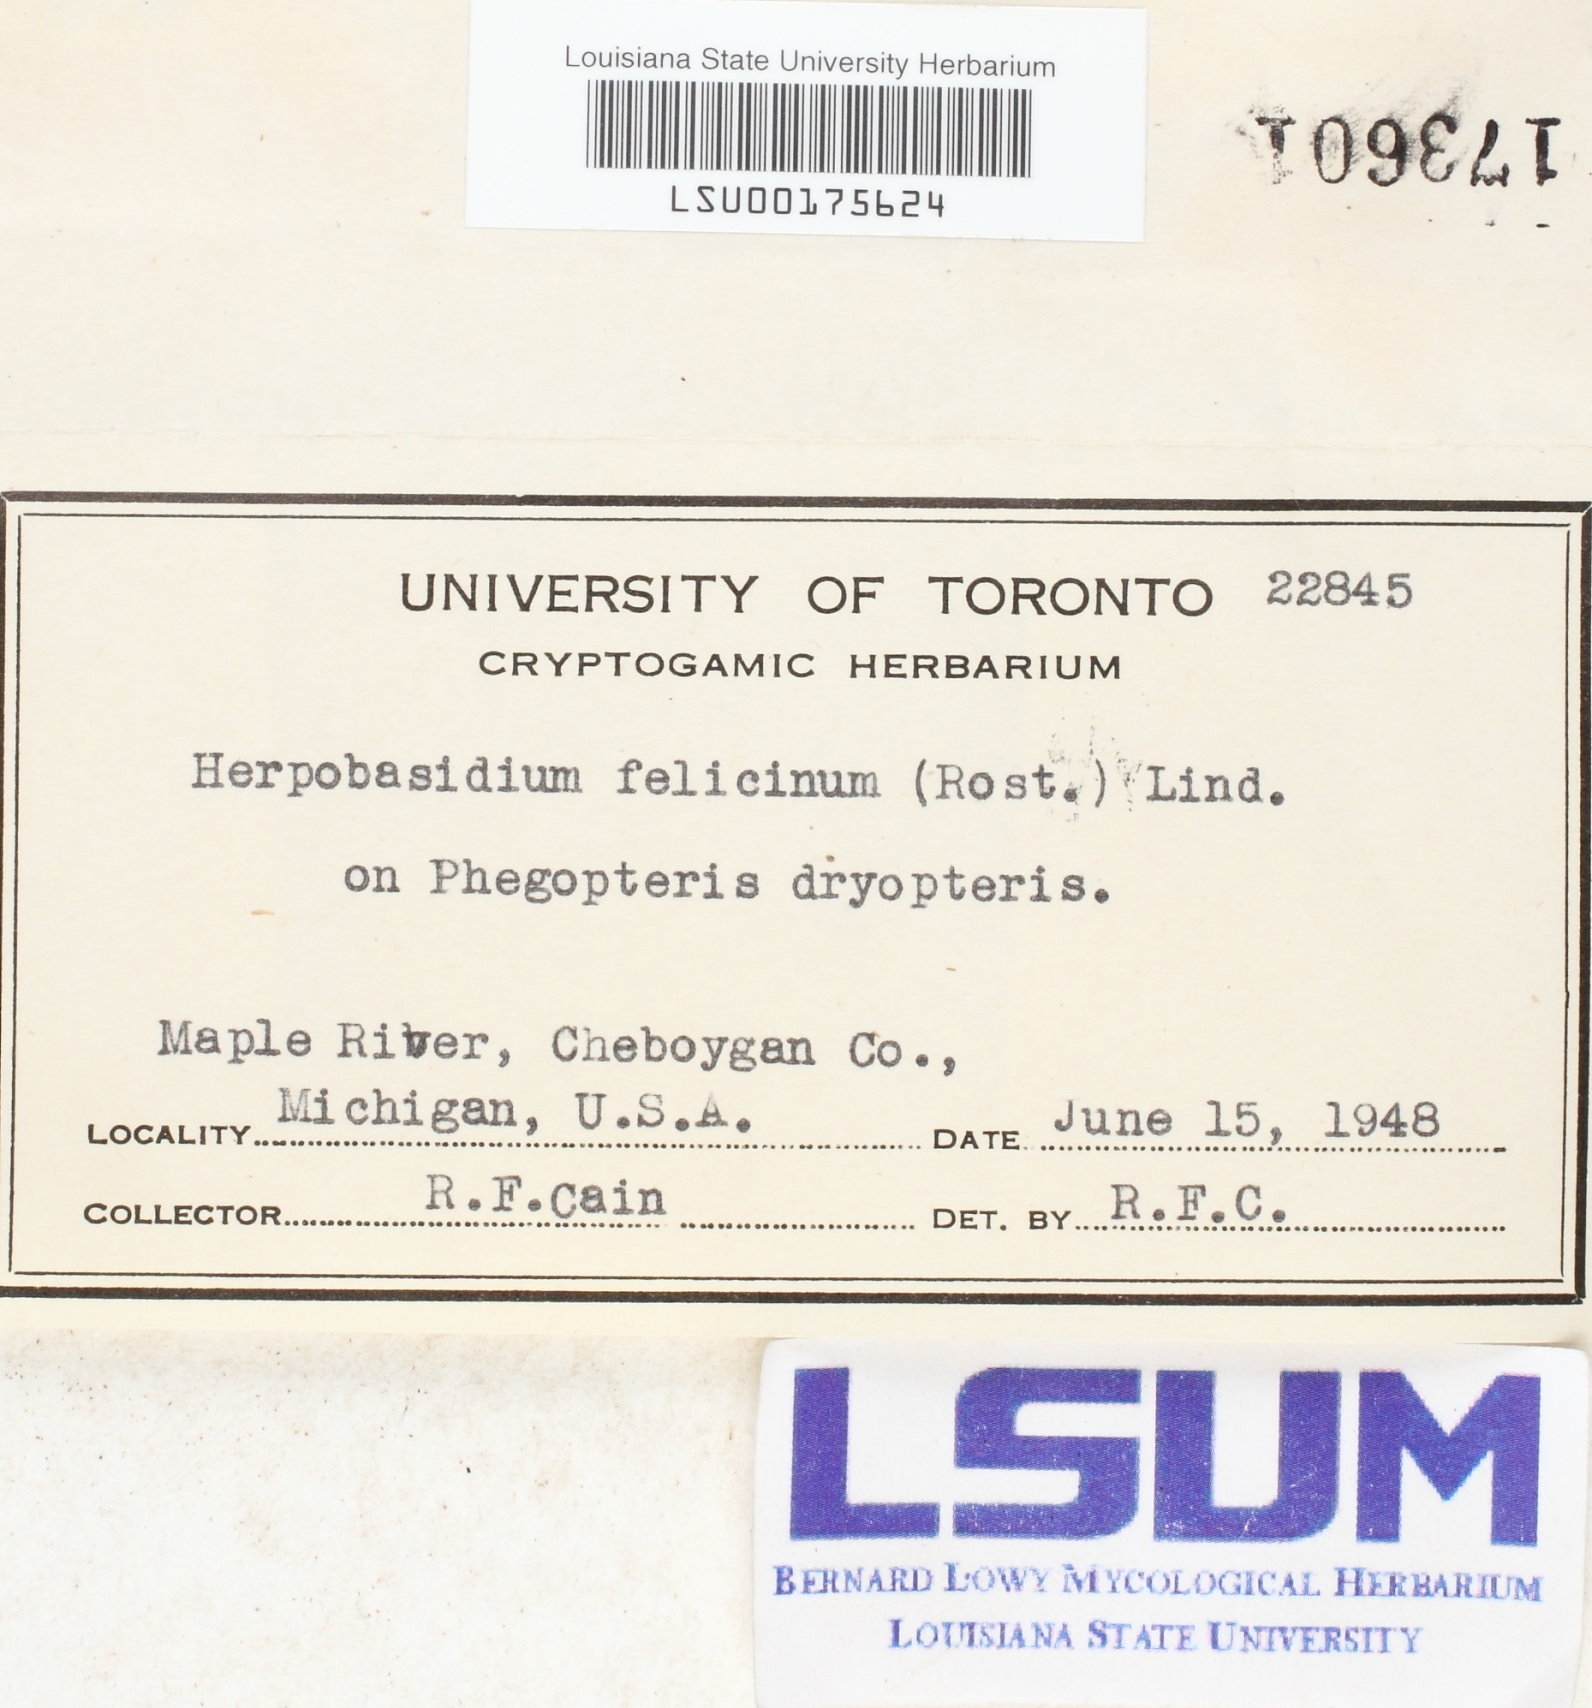 Louisiana State University Herbarium
LSU00175624
173601
UNIVERSITY OF TORONTO 22845
CRYPTOGAMIC HERBARIUM
Herpobasidium felicinum (Rost.) Lind.
on Phegopteris dryopteris.
Maple River, Cheboygan Co.,
LOCALITY Michigan, U.S.A. DATE June 15, 1948
COLLECTOR R.F.Cain DET. BY R.F.C.
LSUM
BERNARD LOWY MYCOLOGICAL HERBARIUM
LOUISIANA STATE UNIVERSITY